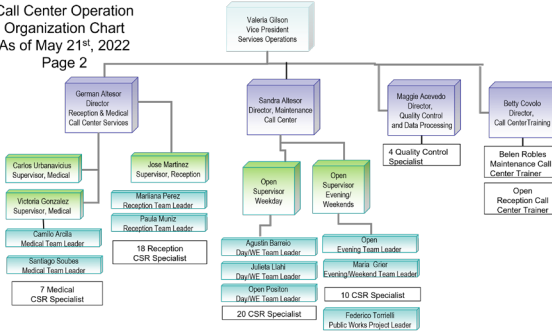 Call Center Operation
Organization Chart
As of May 21st, 2022
Page 2
Valeria Gilson
Vice President
Services Operations
German Altesor
Director
Reception & Medical
Call Center Services
Sandra Altesor
Director, Maintenance
Call Center
Maggie Acevedo
Director,
Quality Control
and Data Processing
Betty Covolo
Director,
Call CenterTraining
4 Quality Control
Specialist
Belen Robles
Maintenance Call
Center Trainer
Open
Reception Call
Center Trainer
Carlos Urbanavicius
Supervisor, Medical
Victoria Gonzalez
Supervisor, Medical
Camilo Arcila
Medical Team Leader
Santiago Soubes
Medical Team Leader
7 Medical
CSR Specialist
Jose Martinez
Supervisor, Reception
Mariiana Perez
Reception Team Leader
Paula Muniz
Reception Team Leader
18 Reception
CSR Specialist
Open
Supervisor
Weekday
Agustin Barreio
Day/WE Team Leader
Julieta Llahi
Day/WE Team Leader
Open Positon
Day/WE Team Leader
20 CSR Specialist
Open
Supervisor
Evening/
Weekends
Open
Evening Team Leader
Maria Grier
Evening/Weekend Team Leader
10 CSR Specialist
Federico Torrielli
Public Works Project Leader